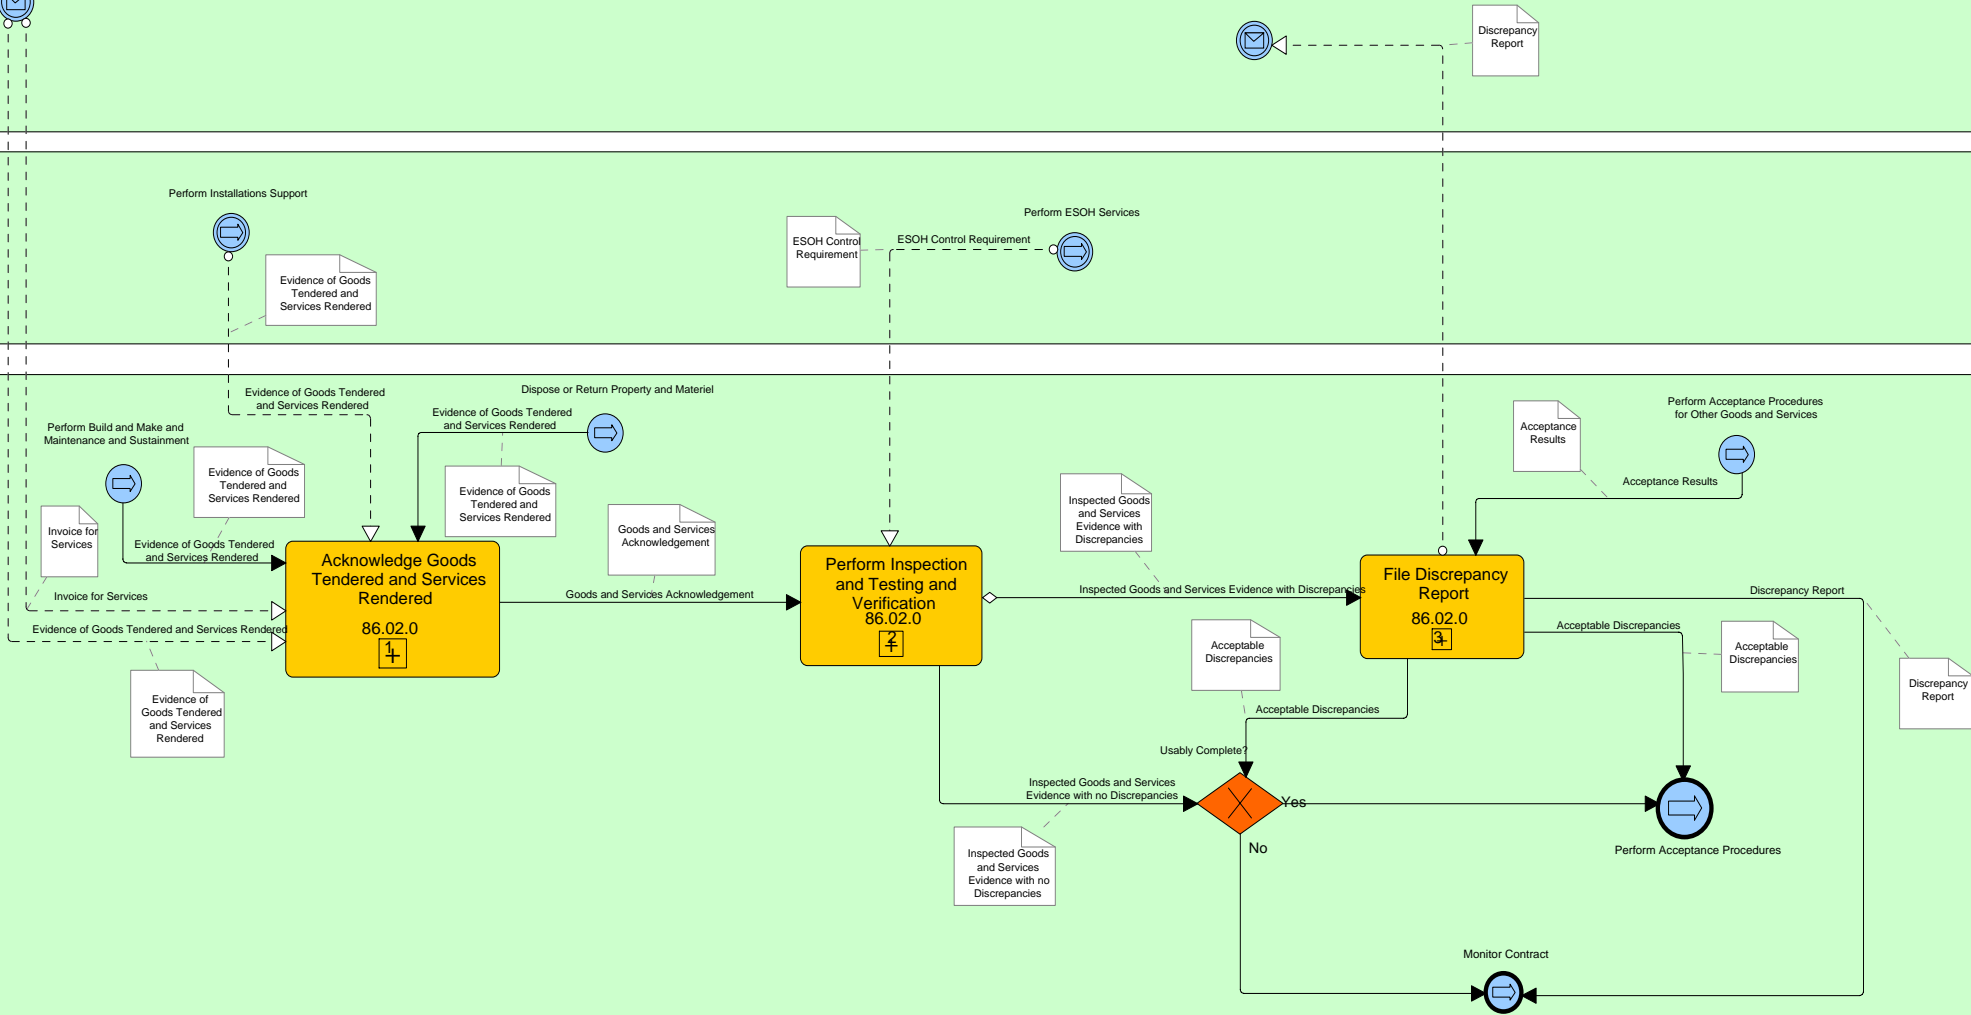 Discrepancy
Report
Perform Installations Support
Evidence of Goods
Tendered and
Services Rendered
ESOH Control
Requirement
ESOH Control Requirement
Perform ESOH Services
Evidence of Goods Tendered
and Services Rendered
Dispose or Return Property and Materiel
Evidence of Goods Tendered
and Services Rendered
Perform Build and Make and
Maintenance and Sustainment
Evidence of Goods
Tendered and
Services Rendered
Evidence of Goods
Tendered and
Services Rendered
Invoice for
Services
Evidence of Goods Tendered
and Services Rendered
Invoice for Services
Evidence of Goods Tendered and Services Rendered
Evidence of
Goods Tendered
and Services
Rendered
Acknowledge Goods
Tendered and Services
Rendered
86.02.0
1
Goods and Services
Acknowledgement
Goods and Services Acknowledgement
Perform Inspection
and Testing and
Verification
86.02.0
2
Inspected Goods
and Services
Evidence with
Discrepancies
Inspected Goods and Services Evidence with Discrepancies
Acceptance
Results
Perform Acceptance Procedures
for Other Goods and Services
Acceptance Results
File Discrepancy
Report
86.02.0
3
Discrepancy Report
Acceptable Discrepancies
Acceptable
Discrepancies
Discrepancy
Report
Acceptable
Discrepancies
Acceptable Discrepancies
Usably Complete?
Inspected Goods and Services
Evidence with no Discrepancies
Inspected Goods
and Services
Evidence with no
Discrepancies
Yes
No
Perform Acceptance Procedures
Monitor Contract